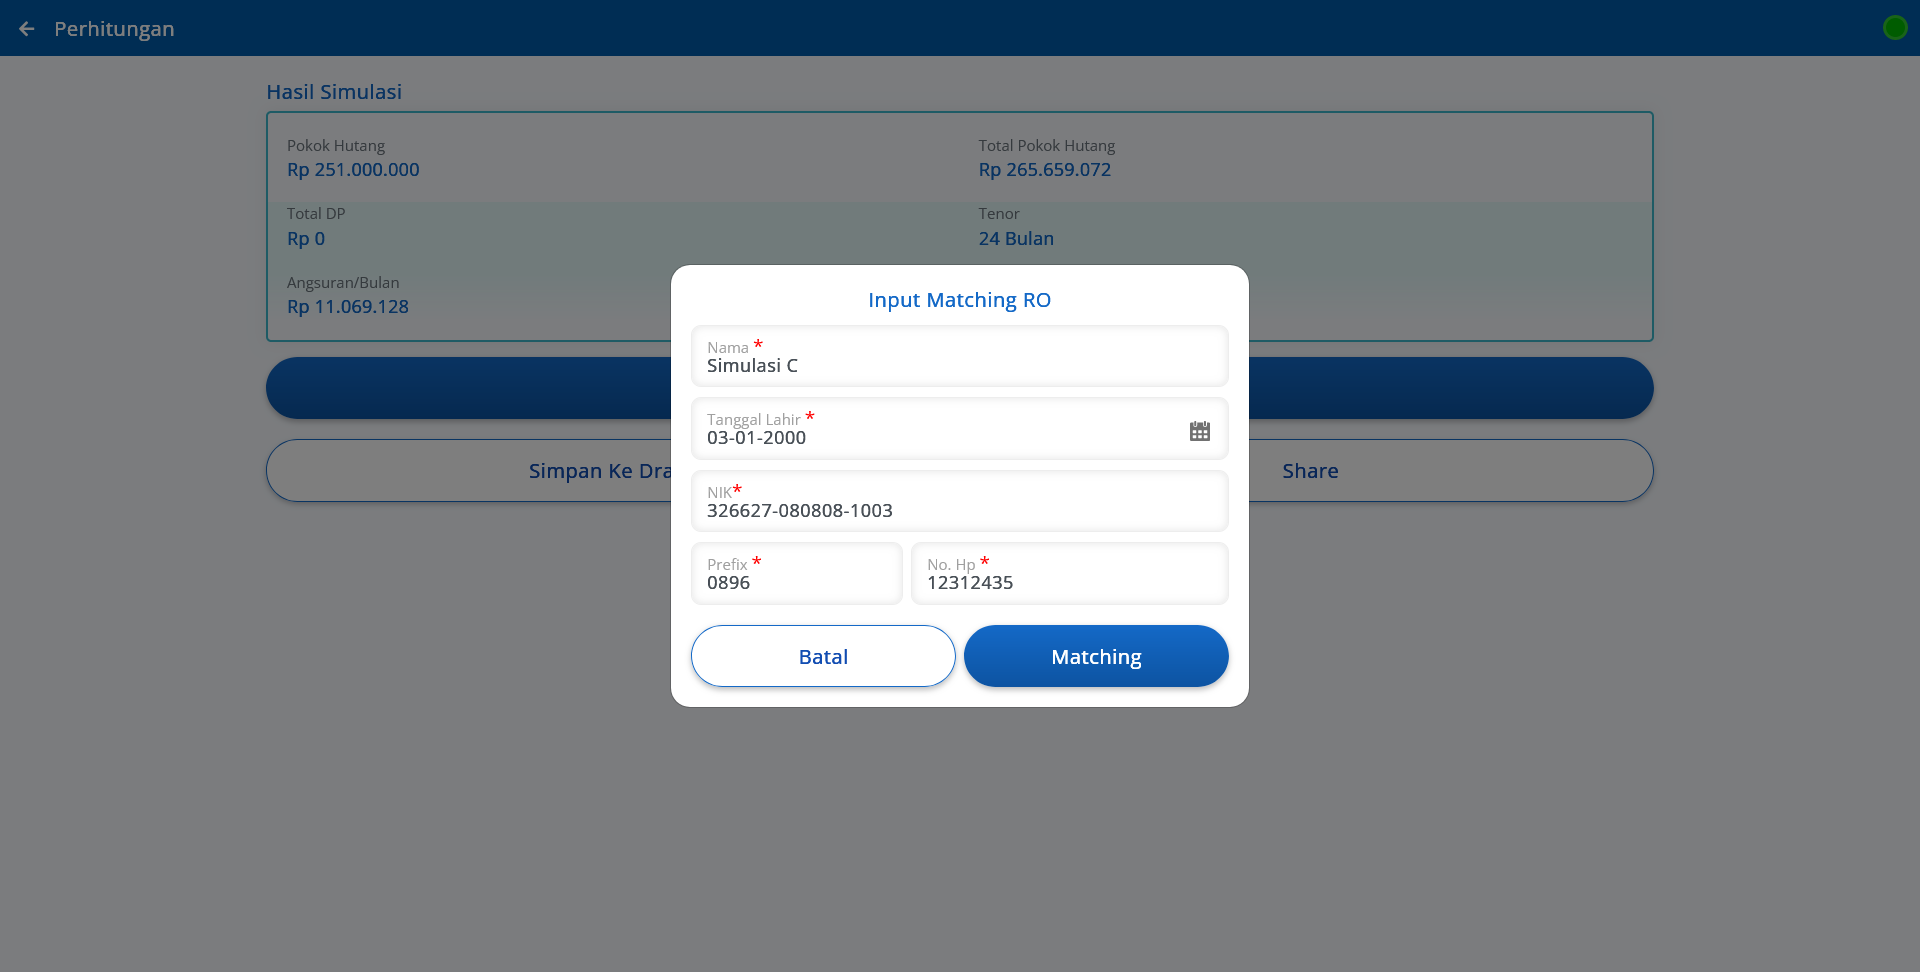 Perhitungan
Hasil Simulasi
Pokok Hutang
Rp 251.000.000
Total Pokok Hutang
Rp 265.659.072
Total DP
Rp 0
Tenor
24 Bulan
Angsuran/Bulan
Rp 11.069.128
Simpan Ke Dra
Share
Input Matching RO
Nama *
Simulasi C
Tanggal Lahir *
03-01-2000
NIK*
326627-080808-1003
Prefix *
0896
No. Hp *
12312435
Batal
Matching